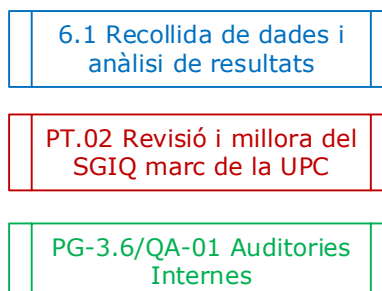 6.1 Recollida de dades i
anàlisi de resultats
PT.02 Revisió i millora del
SGIQ marc de la UPC
PG-3.6/QA-01 Auditories
Internes